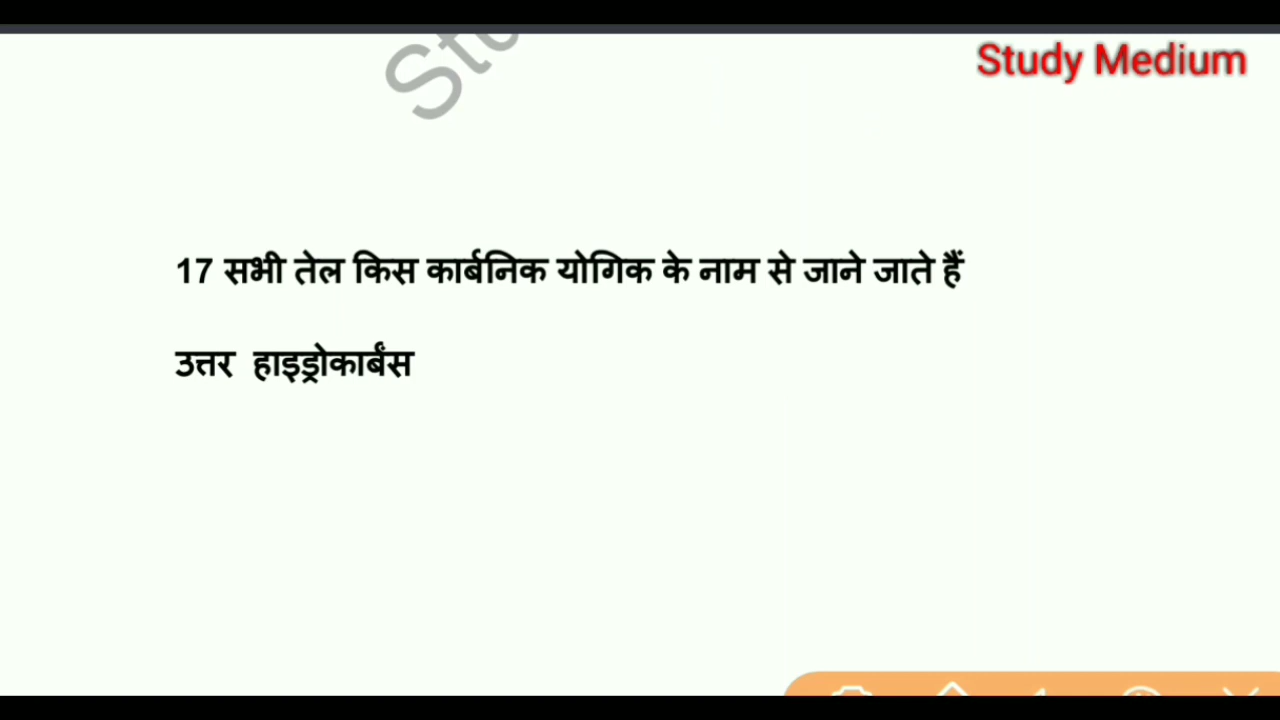 Study Medium
17 सभी तेल किस कार्बनिक योगिक के नाम से जाने जाते हैं
उत्तर हाइड्रोकार्बंस